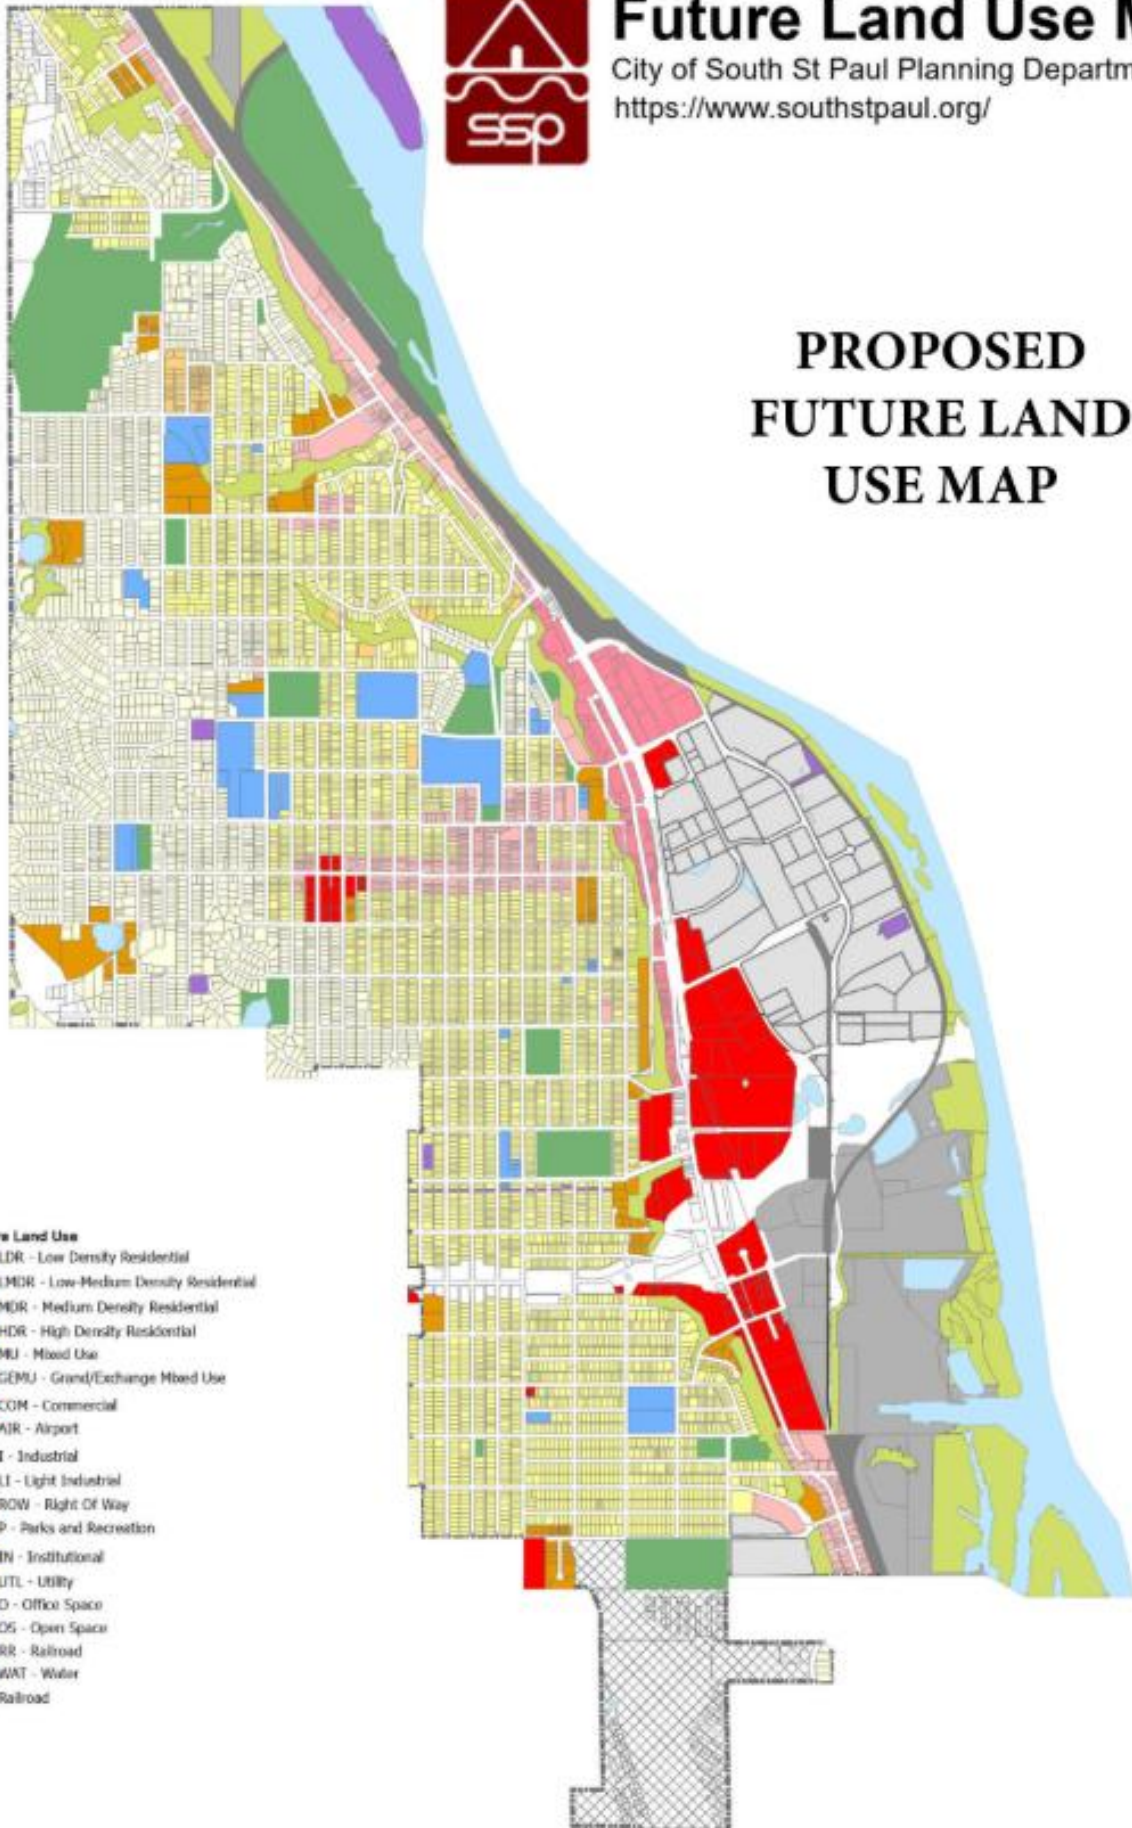 Future Land Use M
City of South St Paul Planning Departm
https://www.southstpaul.org/
ssp
PROPOSED
FUTURE LAND
USE MAP
e Land Use
LDR - Low Density Residential
LMDR - Low-Medium Density Residential
MDR - Medium Density Residential
HDR - High Density Residential
MU - Mixed Use
GEMU - Grand/Exchange Mixed Use
COM - Commercial
AIR - Airport
I - Industrial
LI - Light Industrial
ROW - Right Of Way
P - Parks and Recreation
IN - Institutional
UTL - Utility
O - Office Space
OS - Open Space
RR - Railroad
WAT - Water
Railroad